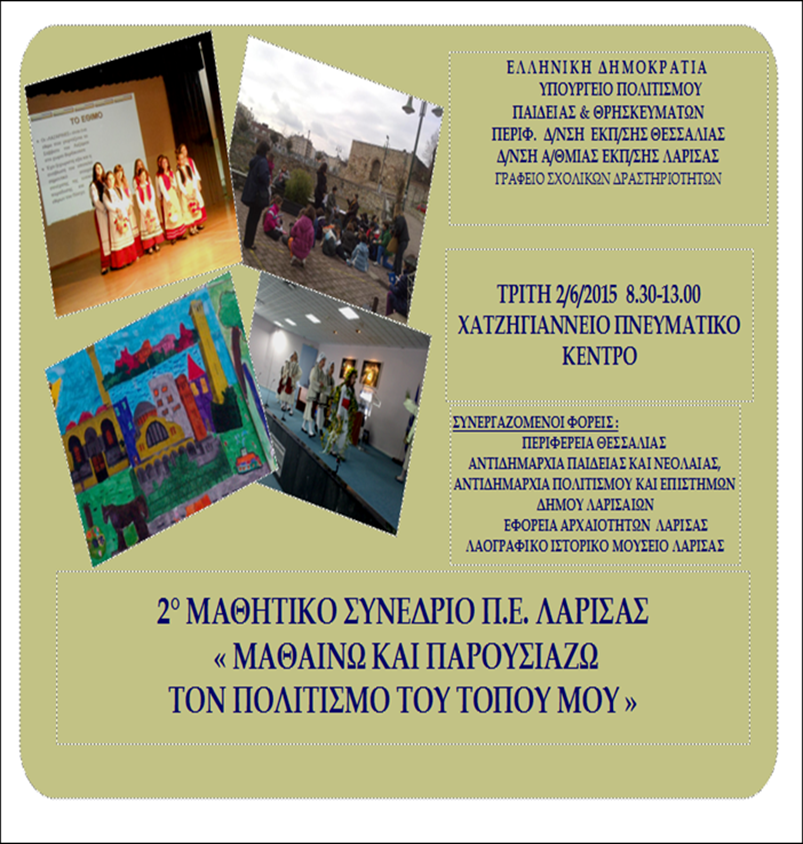 ΕΛΛΗΝΙΚΗ ΔΗΜΟΚΡΑΤΙΑ
ΥΠΟΥΡΓΕΙΟ ΠΟΛΙΤΙΣΜΟΥ
ΠΑΙΔΕΙΑΣ & ΘΡΗΣΚΕΥΜΑΤΩΝ
ΠΕΡΙΦ. Δ/ΝΣΗ ΕΚΠ/ΣΗΣ ΘΕΣΣΑΛΙΑΣ
Δ/ΝΣΗ Α/ΘΜΙΑΣ ΕΚΠ/ΣΗΣ ΛΑΡΙΣΑΣ
ΓΡΑΦΕΙΟ ΣΧΟΛΙΚΩΝ ΔΡΑΣΤΗΡΙΟΤΗΤΩΝ
ΤΟ ΕΘΙΜΟ
ΤΡΙΤΗ 2/6/2015 8.30-13.00
ΧΑΤΖΗΓΙΑΝΝΕΙΟ ΠΝΕΥΜΑΤΙΚΟ
ΚΕΝΤΡΟ
ΣΥΝΕΡΓΑΖΟΜΕΝΟΙ ΦΟΡΕΙΣ :
ΠΕΡΙΦΕΡΕΙΑ ΘΕΣΣΑΛΙΑΣ
ΑΝΤΙΔΗΜΑΡΧΙΑ ΠΑΙΔΕΙΑΣ ΚΑΙ ΝΕΟΛΑΙΑΣ,
ΑΝΤΙΔΗΜΑΡΧΙΑ ΠΟΛΙΤΙΣΜΟΥ ΚΑΙ ΕΠΙΣΤΗΜΩΝ
ΔΗΜΟΥ ΛΑΡΙΣΑΙΩΝ
ΕΦΟΡΕΙΑ ΑΡΧΑΙΟΤΗΤΩΝ ΛΑΡΙΣΑΣ
ΛΑΟΓΡΑΦΙΚΟ ΙΣΤΟΡΙΚΟ ΜΟΥΣΕΙΟ ΛΑΡΙΣΑΣ
2° ΜΑΘΗΤΙΚΟ ΣΥΝΕΔΡΙΟ Π.Ε. ΛΑΡΙΣΑΣ
« ΜΑΘΑΙΝΩ ΚΑΙ ΠΑΡΟΥΣΙΑΖΩ
ΤΟΝ ΠΟΛΙΤΙΣΜΟ ΤΟΥ ΤΟΠΟΥ ΜΟΥ »